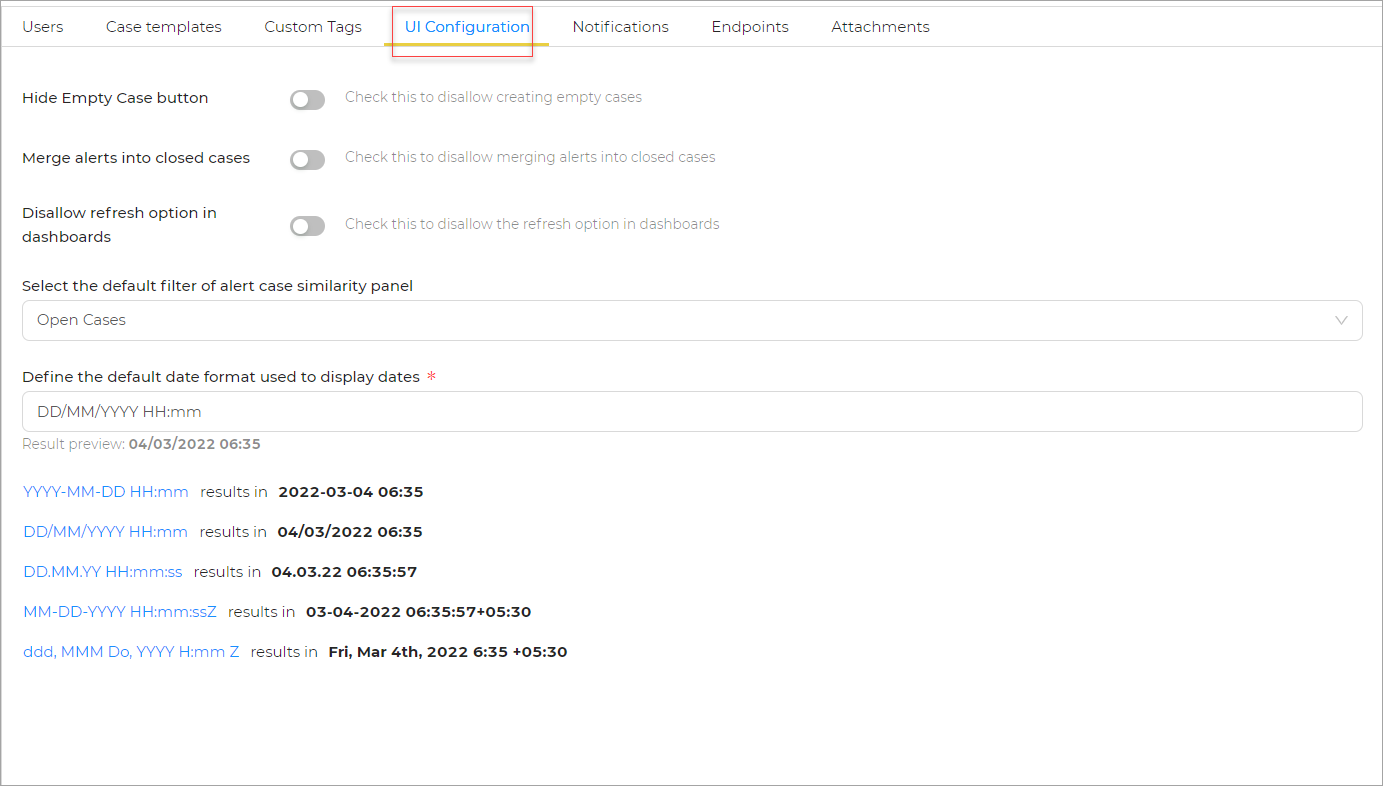 Users Case templates Custom Tags UI Configuration Notifications Endpoints Attachments
Hide Empty Case button Check this to disallow creating empty cases
Merge alerts into closed cases Check this to disallow merging alerts into closed cases
Disallow refresh option in
dashboards
Check this to disallow the refresh option in dashboards
Select the default filter of alert case similarity panel
Open Cases
Define the default date format used to display dates *
DD/MM/YYYY HH:mm
Result preview: 04/03/2022 06:35
YYYY-MM-DD HH:mm results in 2022-03-04 06:35
DD/MM/YYYY HH:mm results in 04/03/2022 06:35
DD.MM.YY HH:mm:ss results in 04.03.22 06:35:57
MM-DD-YYYY HH:mm:ssZ results in 03-04-2022 06:35:57+05:30
ddd, MMM Do, YYYY H:mm Z results in Fri, Mar 4th, 2022 6:35 +05:30